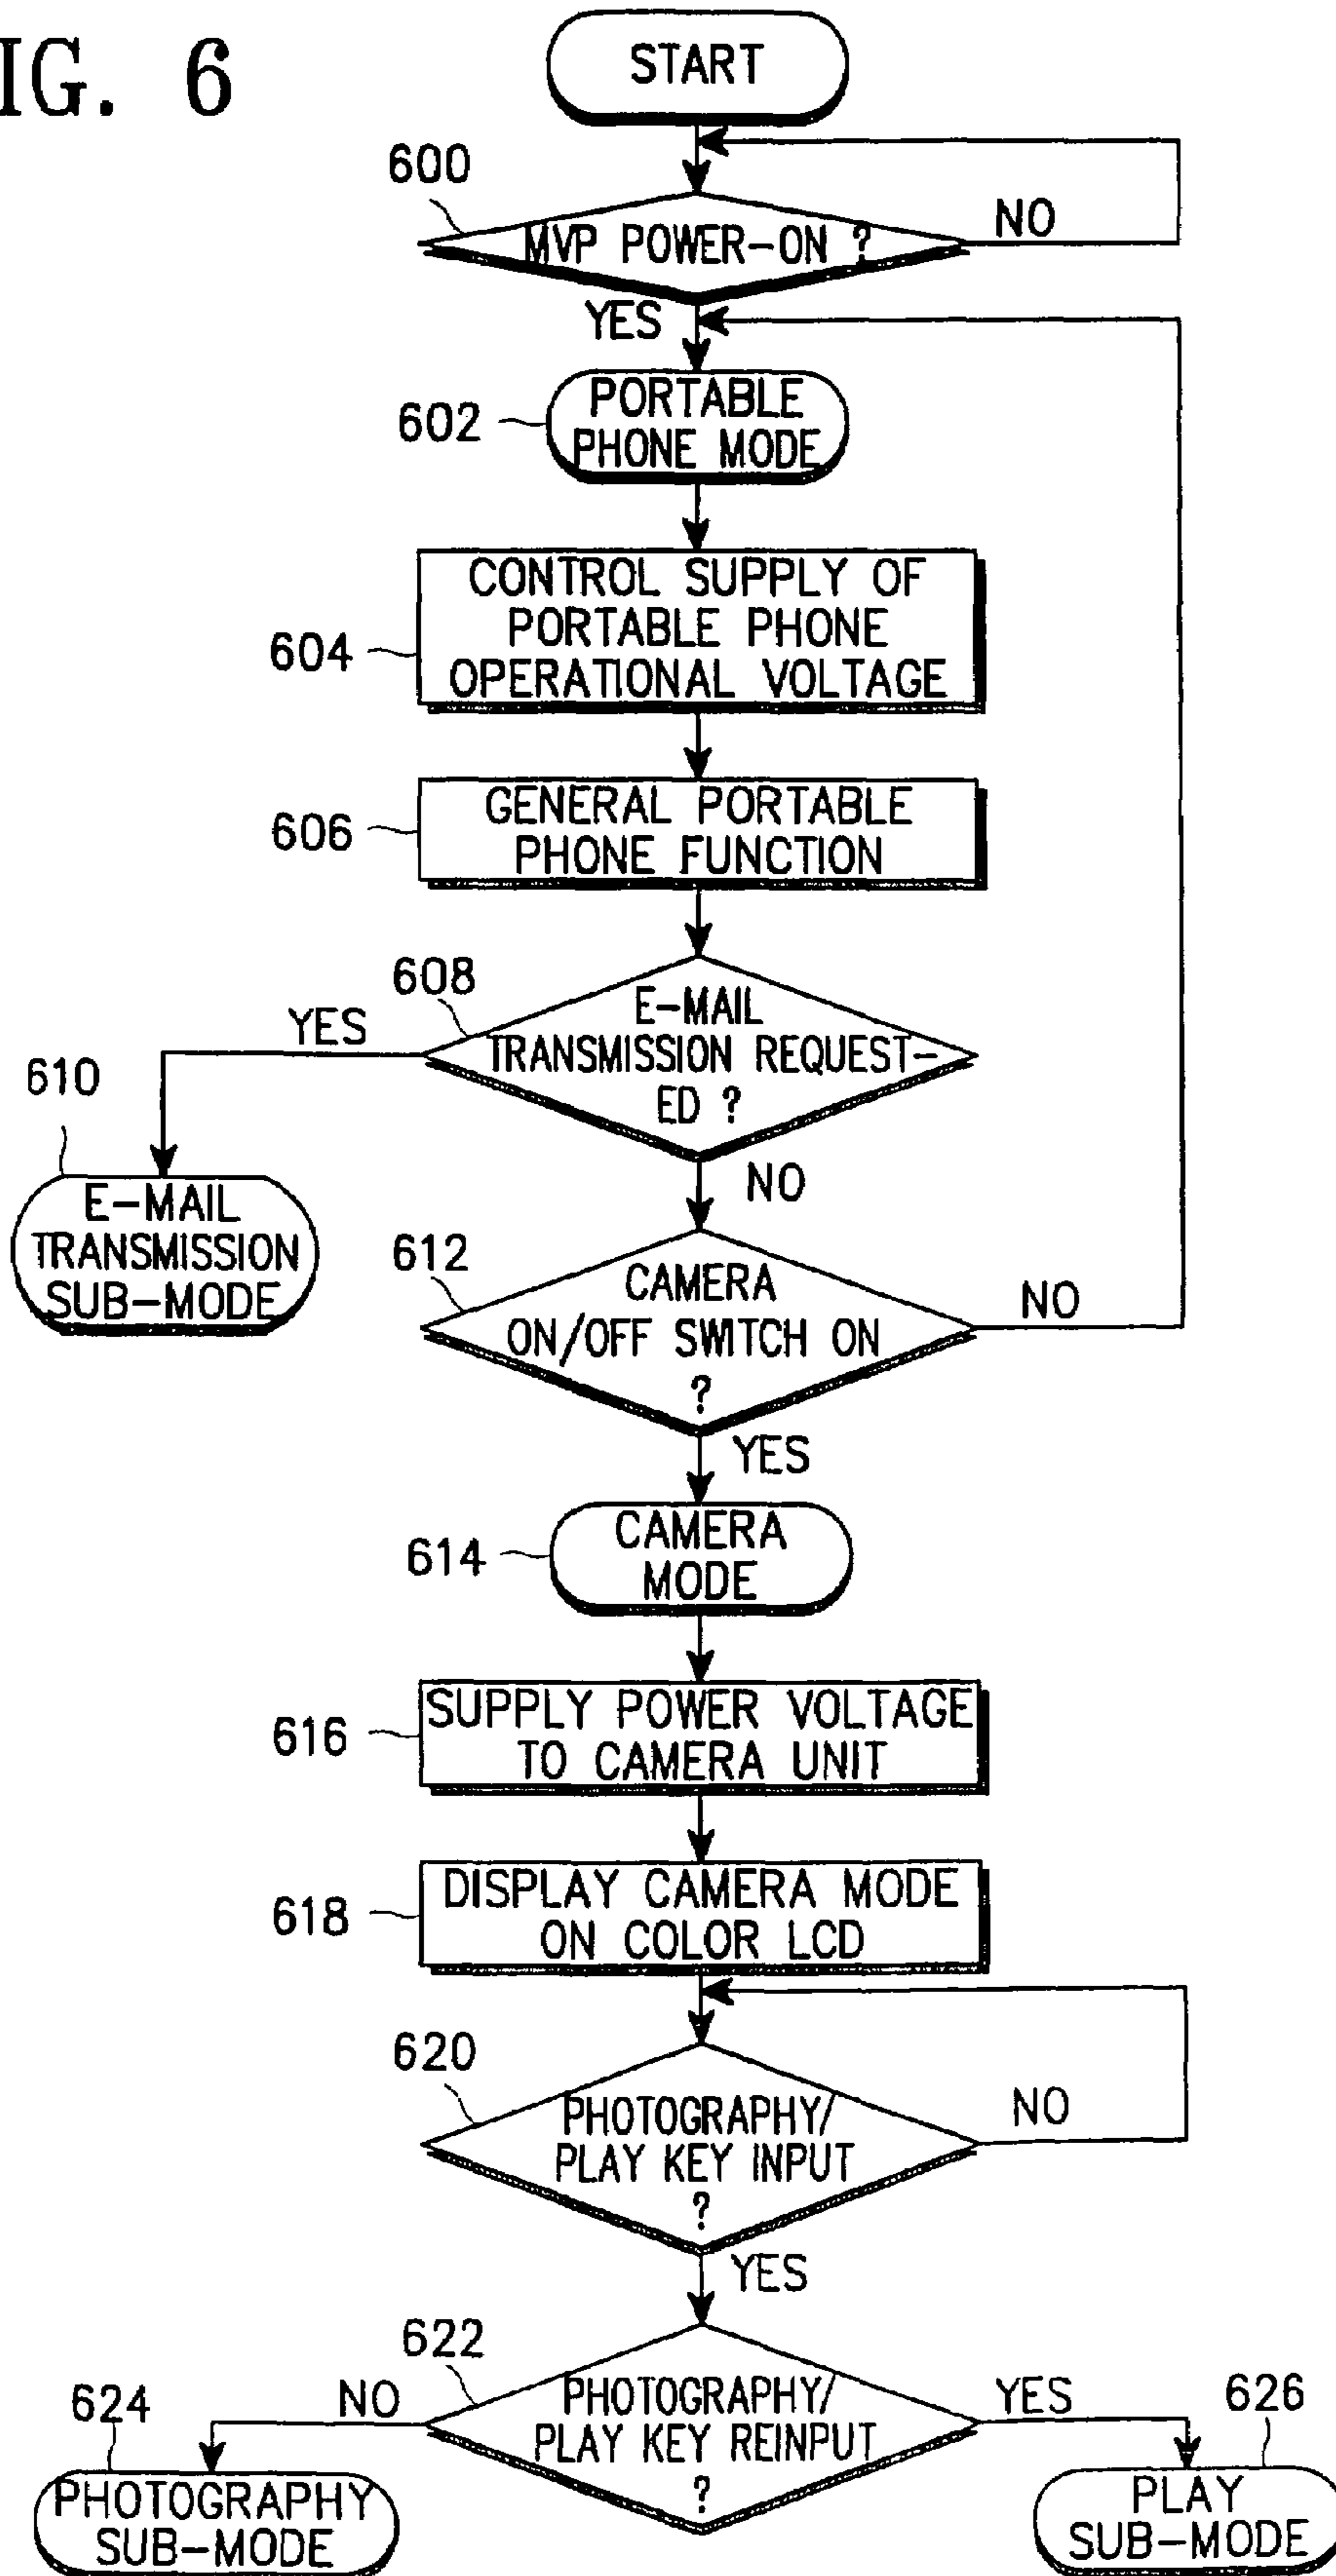 IG. 6
START
600
MVP POWER-ON ?
NO
YES
602
PORTABLE
PHONE MODE
604
CONTROL SUPPLY OF
PORTABLE PHONE
OPERATIONAL VOLTAGE
606
GENERAL PORTABLE
PHONE FUNCTION
608
E-MAIL
TRANSMISSION REQUEST-
ED ?
YES
NO
610
E-MAIL
TRANSMISSION
SUB-MODE
612
CAMERA
ON/OFF SWITCH ON
?
NO
YES
614
CAMERA
MODE
616
SUPPLY POWER VOLTAGE
TO CAMERA UNIT
618
DISPLAY CAMERA MODE
ON COLOR LCD
620
PHOTOGRAPHY/
PLAY KEY INPUT
?
NO
YES
622
PHOTOGRAPHY/
PLAY KEY REINPUT
?
NO
YES
624
PHOTOGRAPHY
SUB-MODE
626
PLAY
SUB-MODE